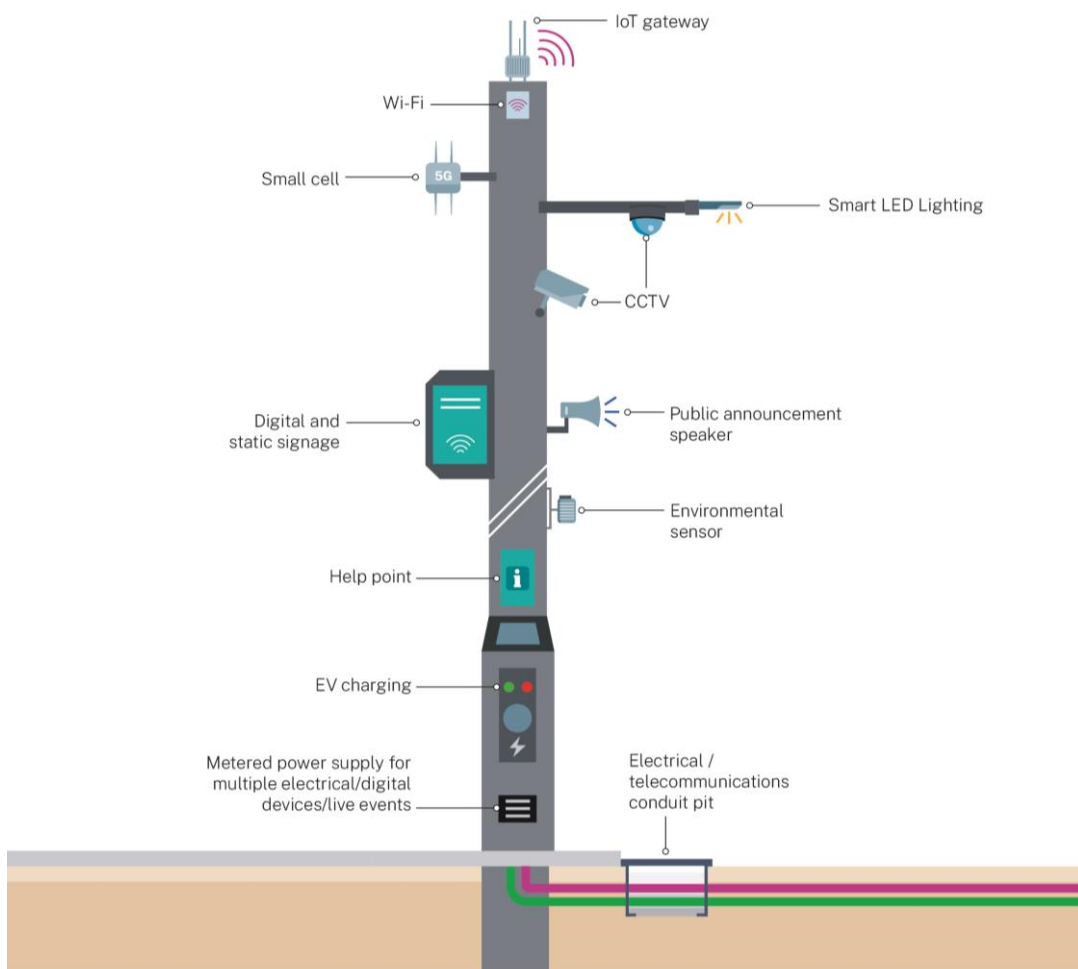 IoT gateway
Wi-Fi
Small cell
5G
Smart LED Lighting
CCTV
Digital and
static signage
Public announcement
speaker
Environmental
sensor
Help point
i
EV charging
Metered power supply for
multiple electrical/digital
devices/live events
Electrical /
telecommunications
conduit pit